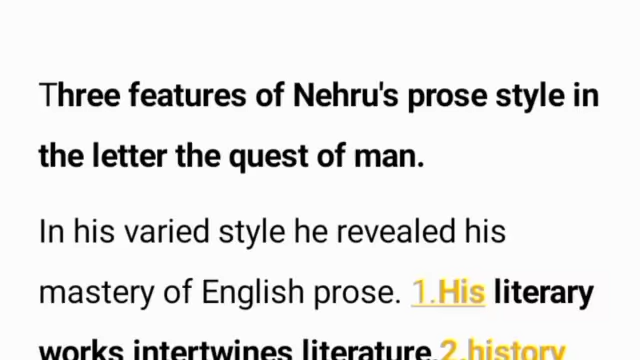 Three features of Nehru's prose style in
the letter the quest of man.
In his varied style he revealed his
mastery of English prose. 1.His literary
works intertwines literature,2.history